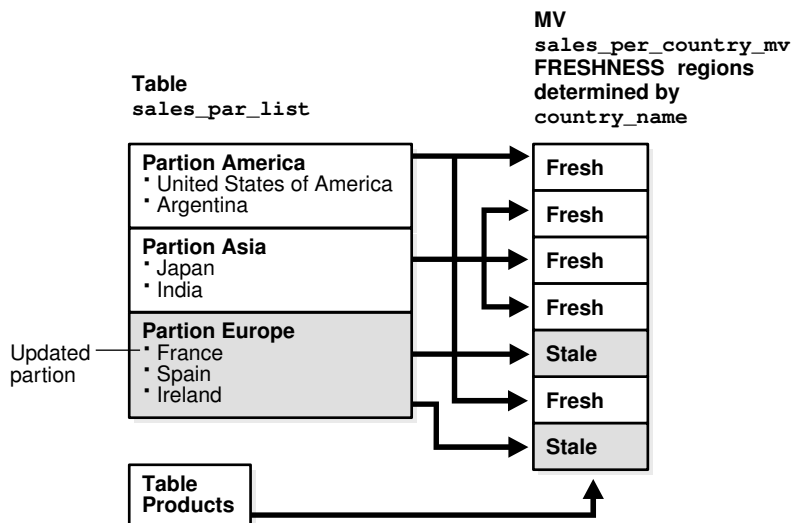 MV
sales_per_country_mv
FRESHNESS regions
determined by
country_name
Table
sales_par_list
Partion America
▪ United States of America
▪ Argentina
Partion Asia
▪ Japan
▪ India
Partion Europe
▪ France
▪ Spain
▪ Ireland
Updated
partion
Fresh
Fresh
Fresh
Fresh
Stale
Fresh
Stale
Table
Products